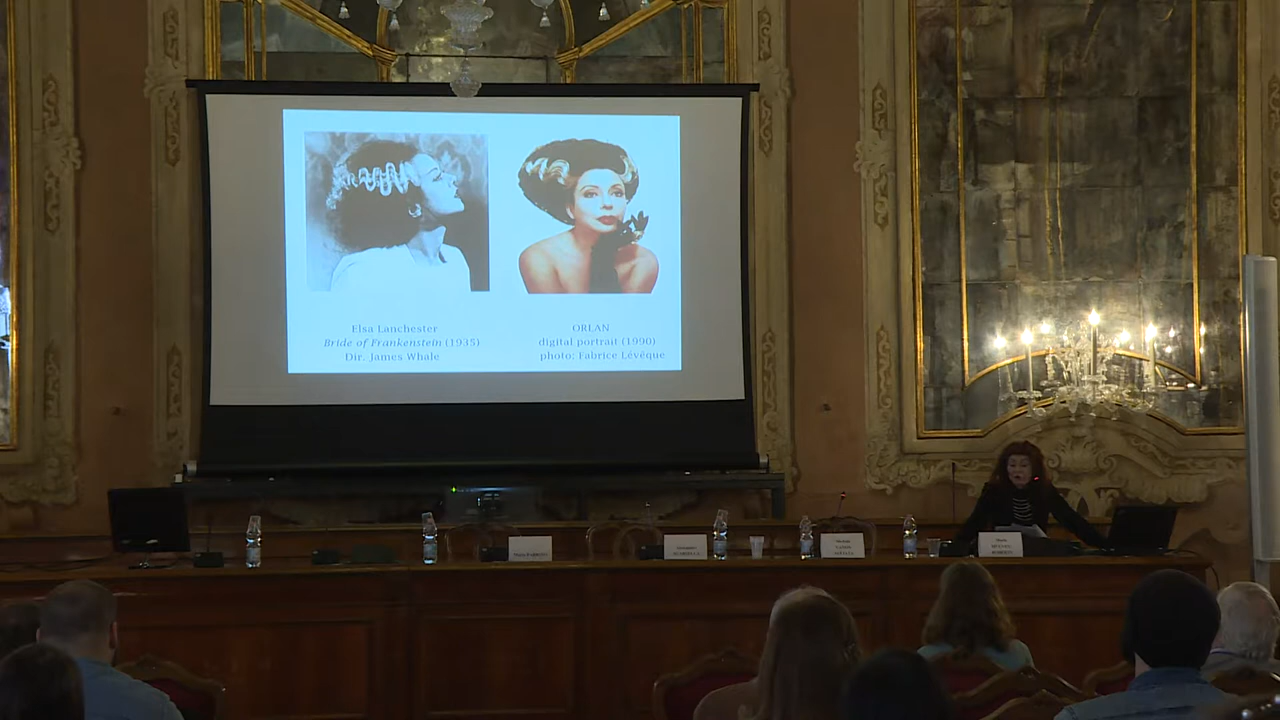 Elsa Lanchester
Bride of Frankenstein (1935)
Dir. James Whale
ORLAN
digital portrait (1990)
photo: Fabrice Lévêque